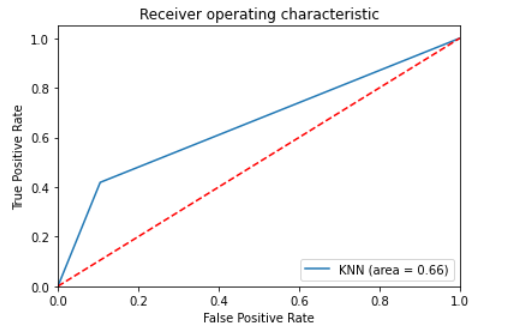 Receiver operating characteristic
1.0
0.8
0.6
0.4
0.2
0.0
True Positive Rate
0.0 0.2 0.4 0.6 0.8 1.0
False Positive Rate
KNN (area = 0.66)